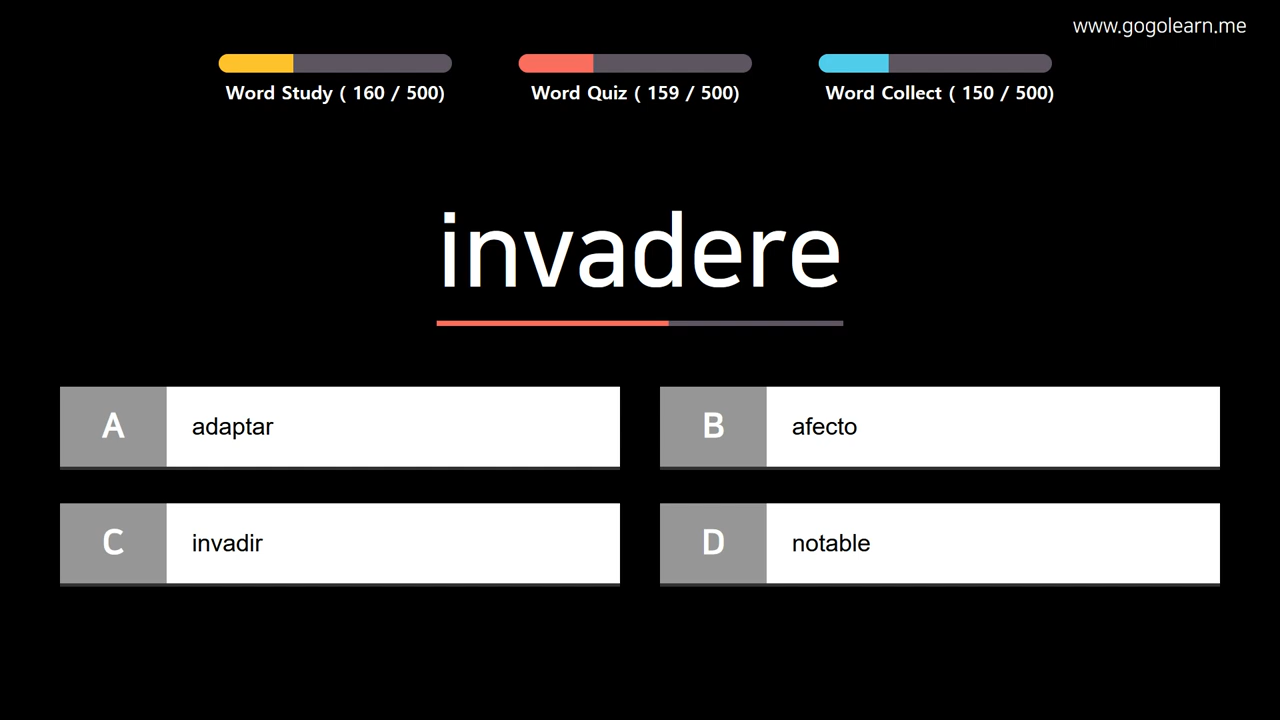 www.gogolearn.me
Word Study ( 160 / 500)
Word Quiz ( 159 / 500)
Word Collect ( 150 / 500)
invadere
A
adaptar
B
afecto
C
invadir
D
notable